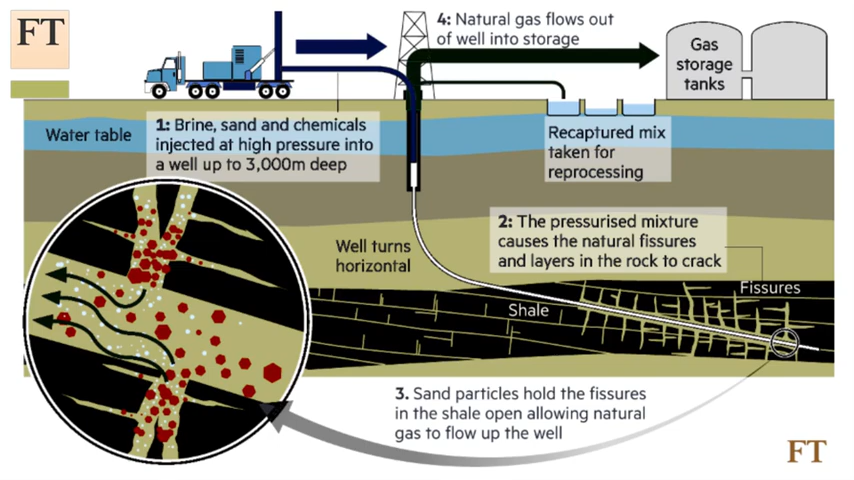 FT
4: Natural gas flows out
of well into storage
Gas
storage
tanks
1: Brine, sand and chemicals
injected at high pressure into
a well up to 3,000m deep
Water table
Recaptured mix
taken for
reprocessing
2: The pressurised mixture
causes the natural fissures
and layers in the rock to crack
Well turns
horizontal
Fissures
Shale
3. Sand particles hold the fissures
in the shale open allowing natural
gas to flow up the well
FT